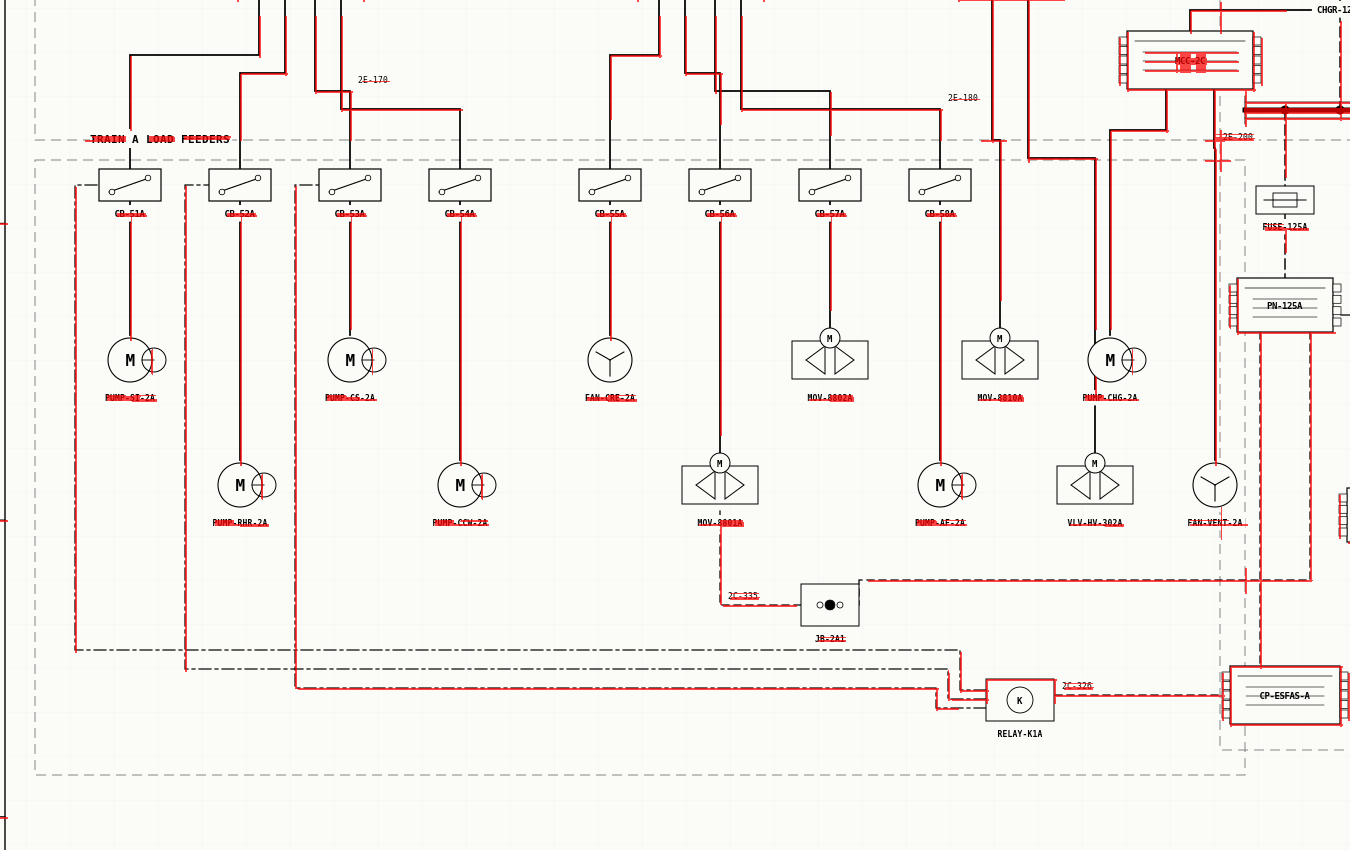 CHGR-12
MCC-2C
2E-170
2E-180
2E-200
TRAIN A LOAD FEEDERS
CB-51A
CB-52A
CB-53A
CB-54A
CB-55A
CB-56A
CB-57A
CB-58A
FUSE-125A
PN-125A
M
M
M
M
M
PUMP-SI-2A
PUMP-CS-2A
FAN-CRE-2A
MOV-8802A
MOV-8810A
PUMP-CHG-2A
M
M
M
M
M
PUMP-RHR-2A
PUMP-CCW-2A
MOV-8801A
PUMP-AF-2A
VLV-HV-302A
FAN-VENT-2A
2C-335
JB-2A1
2C-326
K
CP-ESFAS-A
RELAY-K1A